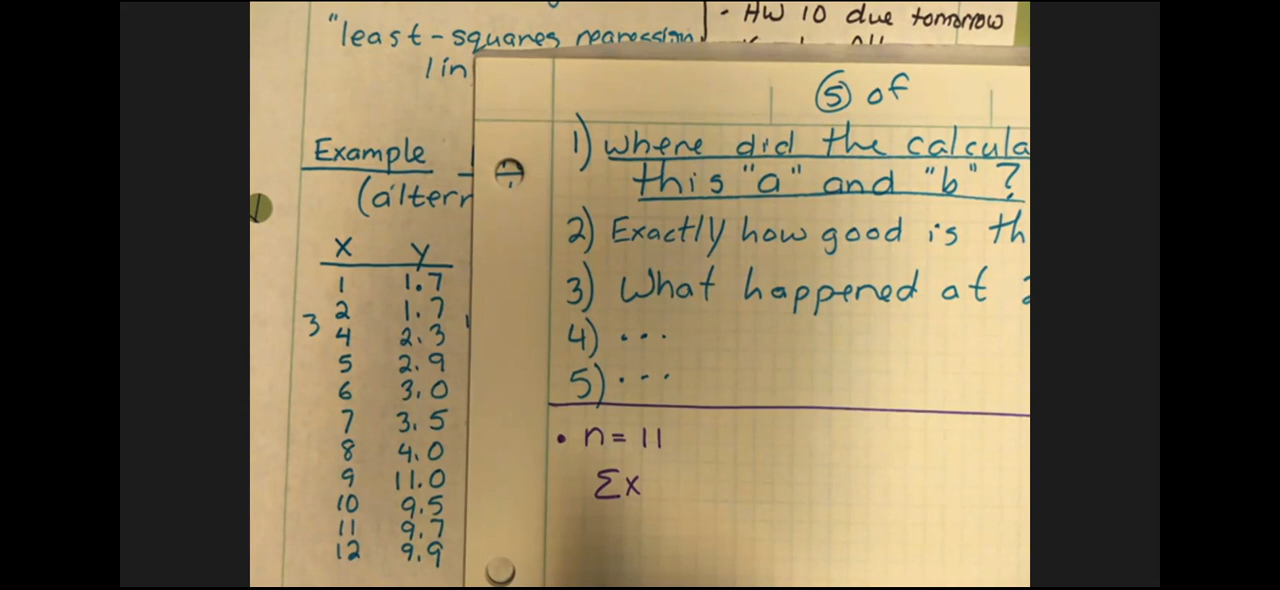 "least-squares regression
lin
- HW 10 due tomorrow
Example
(altern
X Y
1 1.7
2 1.7
3
4 2.3
5 2.9
6 3.0
7 3.5
8 4.0
9 11.0
10 9.5
11 9.7
12 9.9
⑤ of
1) where did the calcula
this "a" and "b"?
2) Exactly how good is th
3) What happened at
4) ...
5) ...
• n = 11
Σx